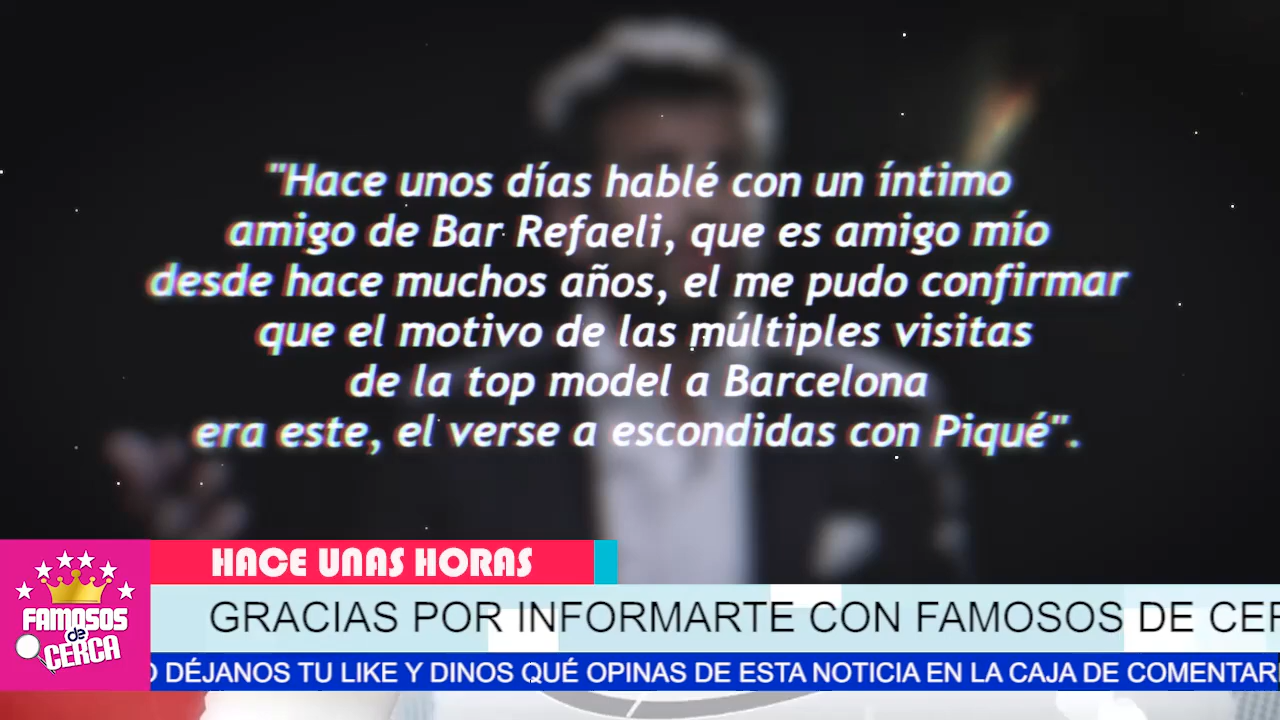 "Hace unos días hablé con un íntimo
amigo de Bar Refaeli, que es amigo mío
desde hace muchos años, el me pudo confirmar
que el motivo de las múltiples visitas
de la top model a Barcelona
era este, el verse a escondidas con Piqué".
HACE UNAS HORAS
GRACIAS POR INFORMARTE CON FAMOSOS DE CER
FAMOSOS
de
CERCA
O DÉJANOS TU LIKE Y DINOS QUÉ OPINAS DE ESTA NOTICIA EN LA CAJA DE COMENTARI